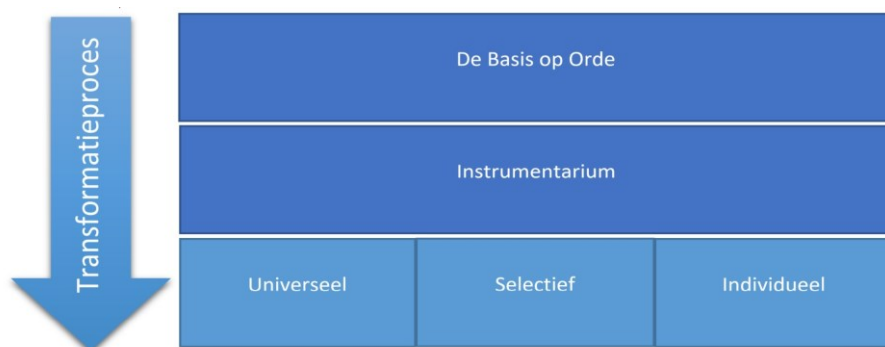 Transformatieproces
De Basis op Orde
Instrumentarium
Universeel
Selectief
Individueel